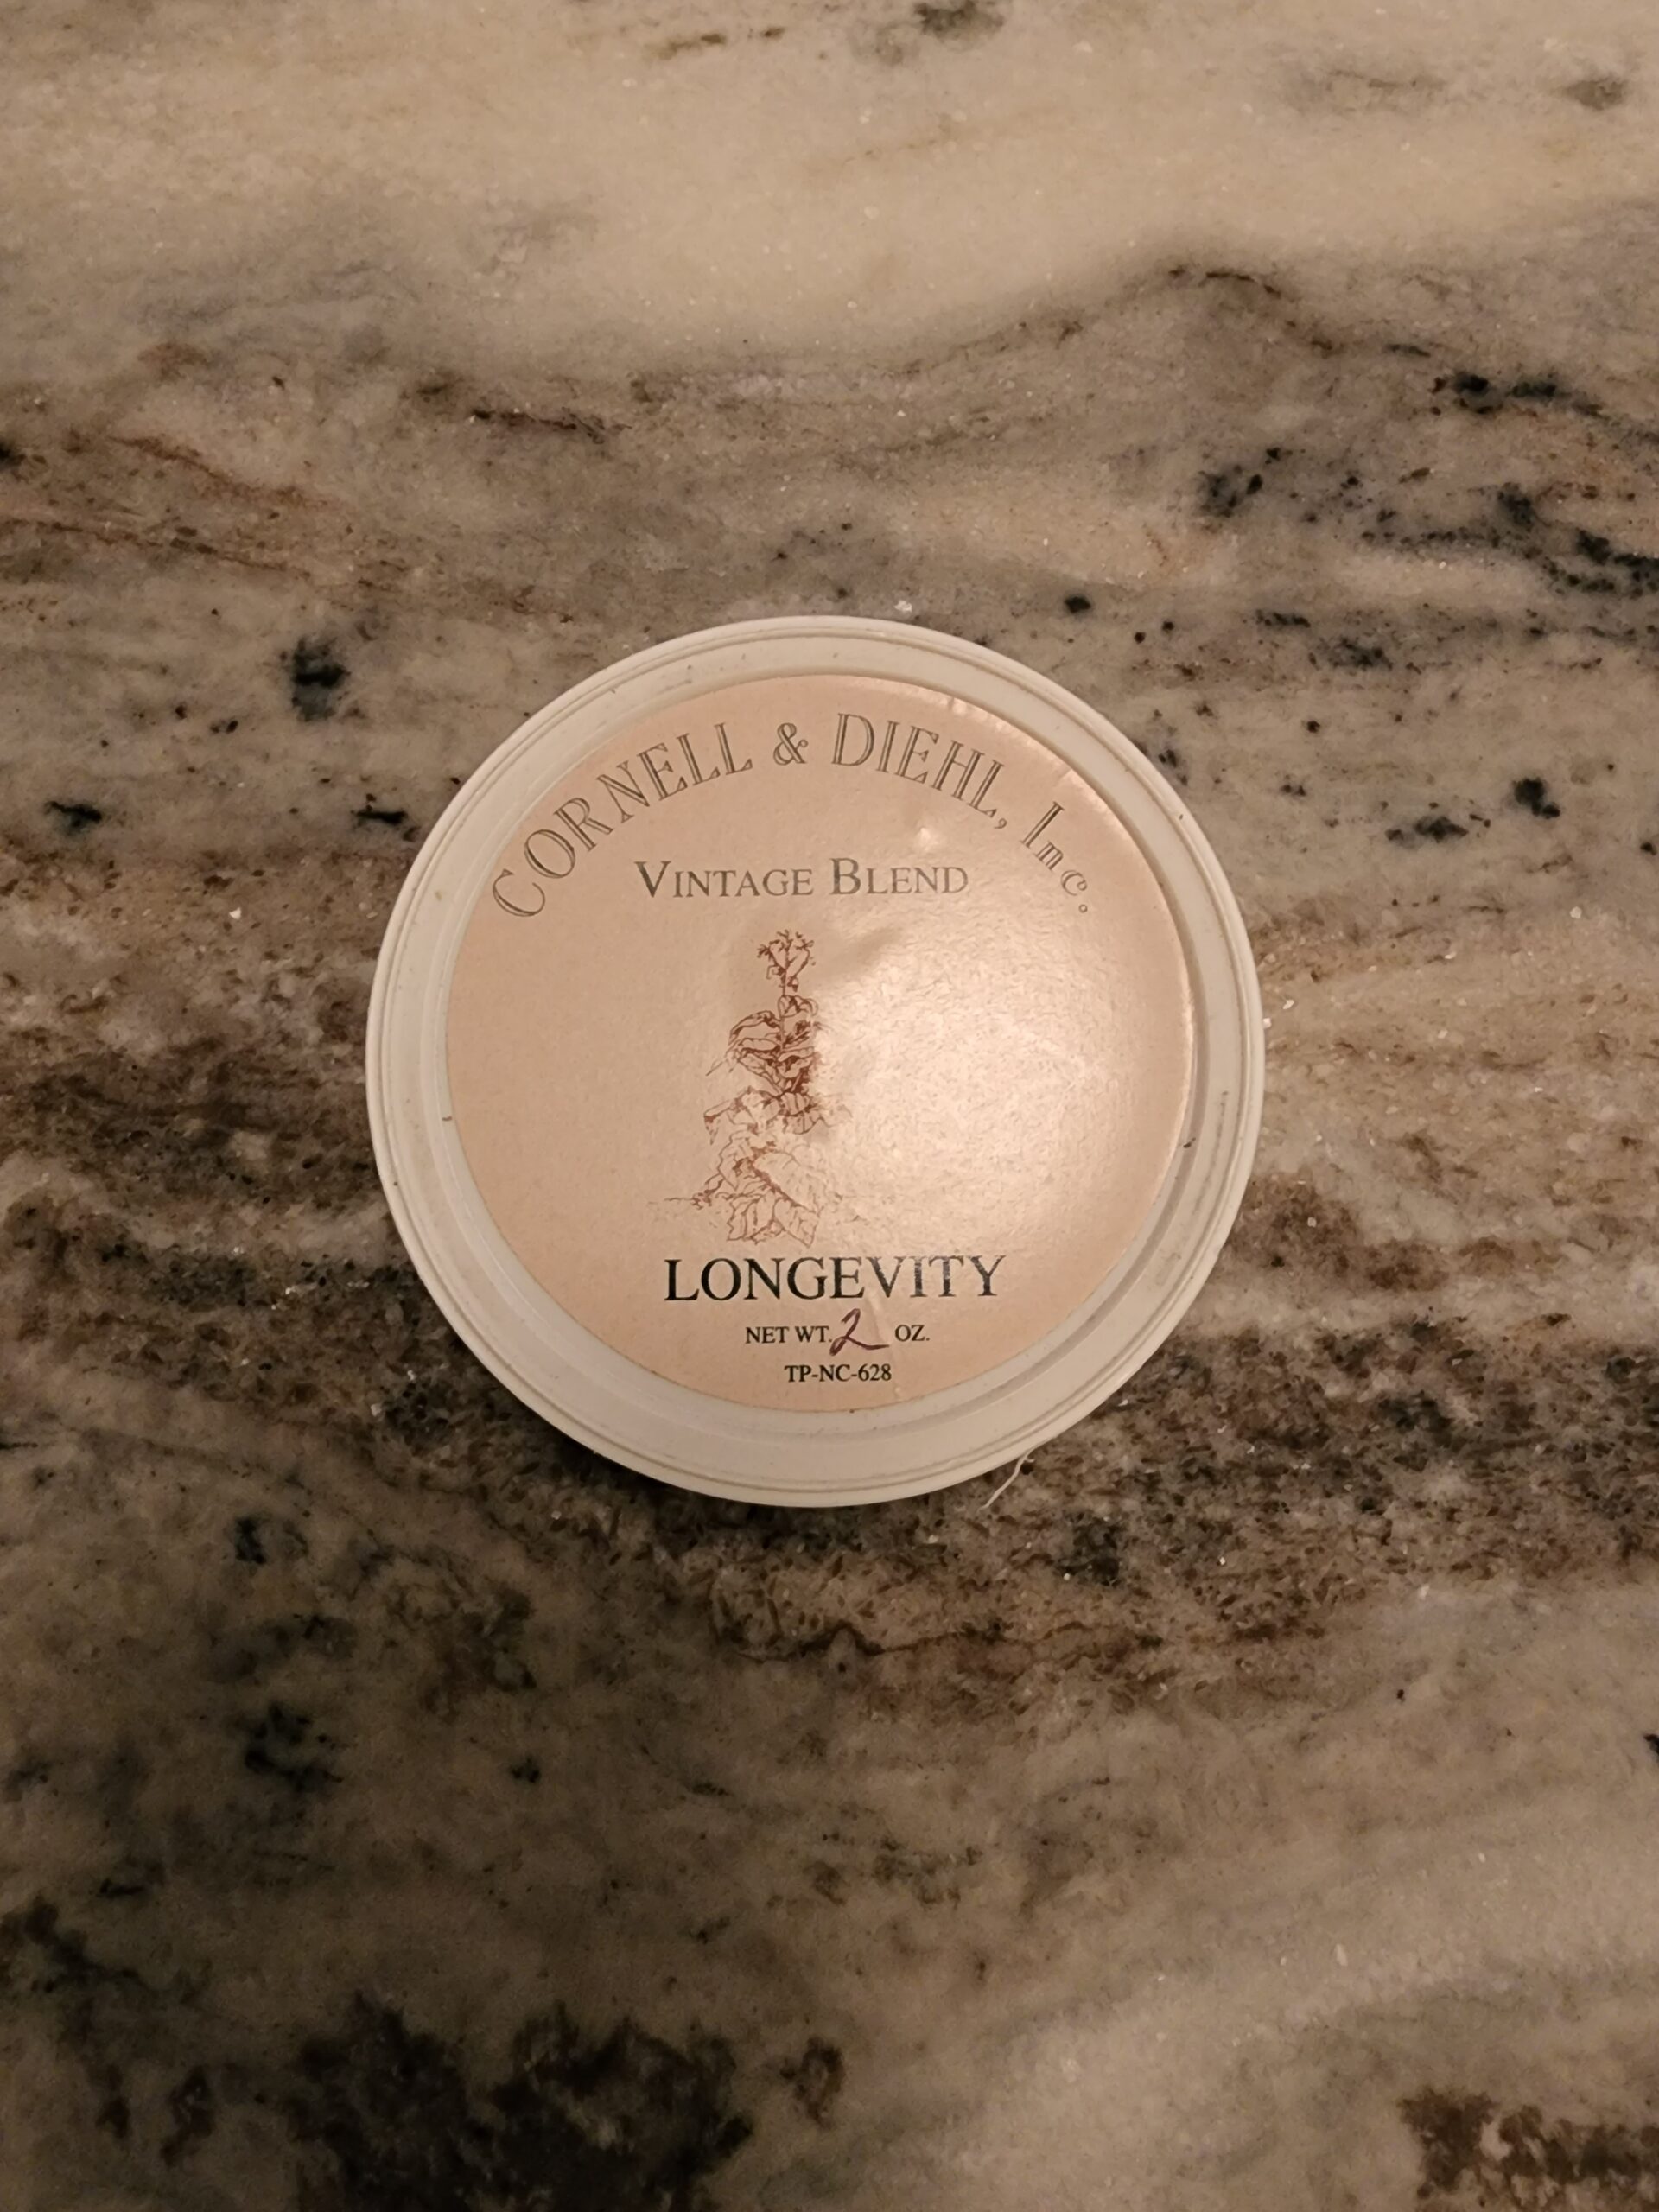 CORNELL & DIEHL, Inc.
VINTAGE BLEND
LONGEVITY
NET WT. 2 OZ.
TP-NC-628